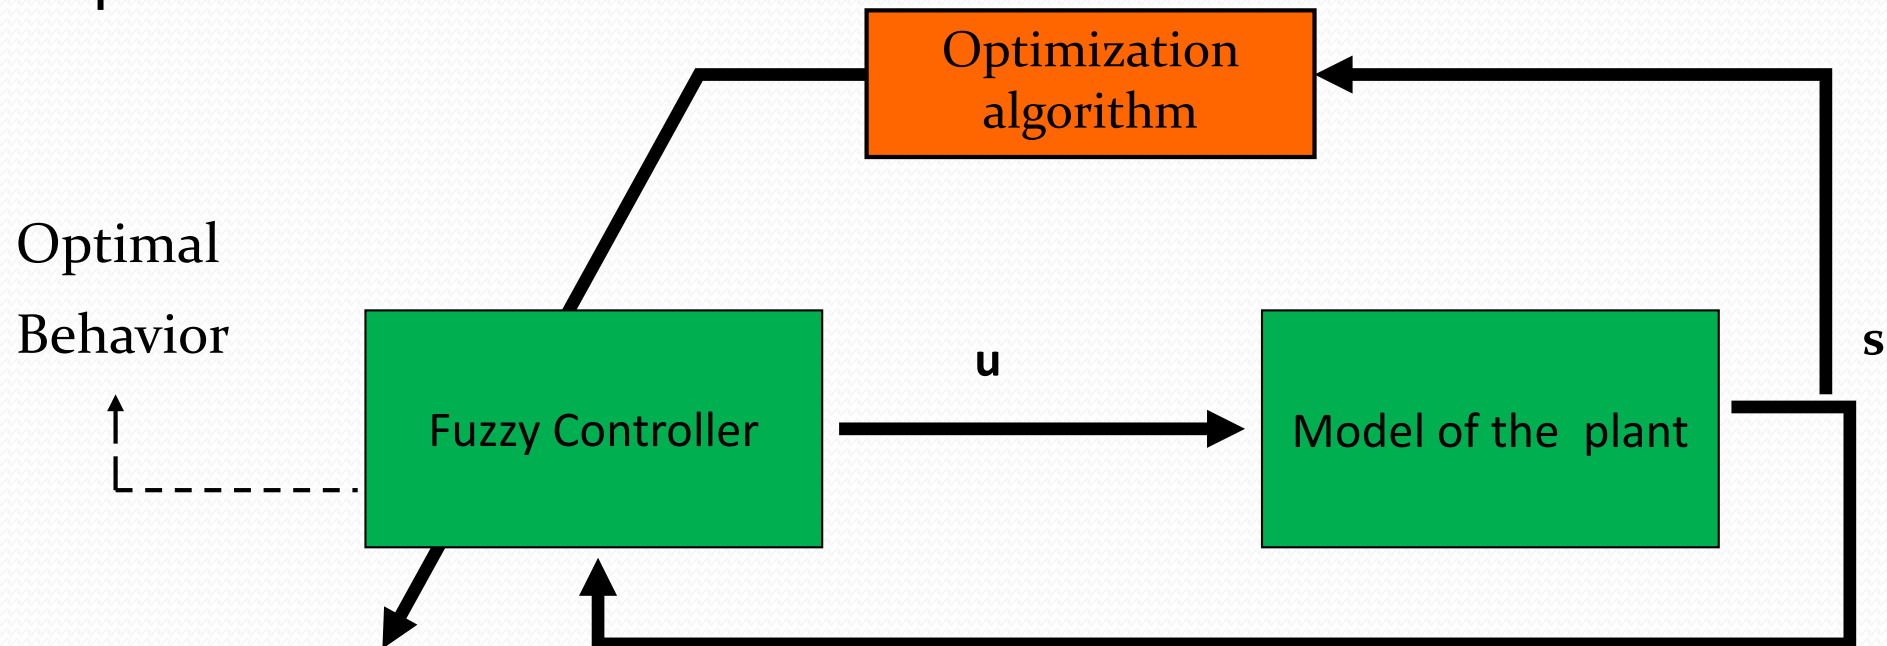 Optimization
algorithm
Optimal
Behavior
u
s
Fuzzy Controller
Model of the plant